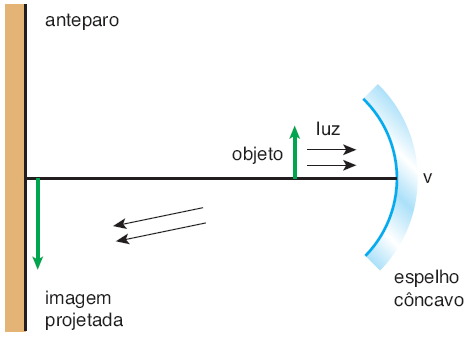 anteparo
luz
objeto
v
espelho
côncavo
imagem
projetada